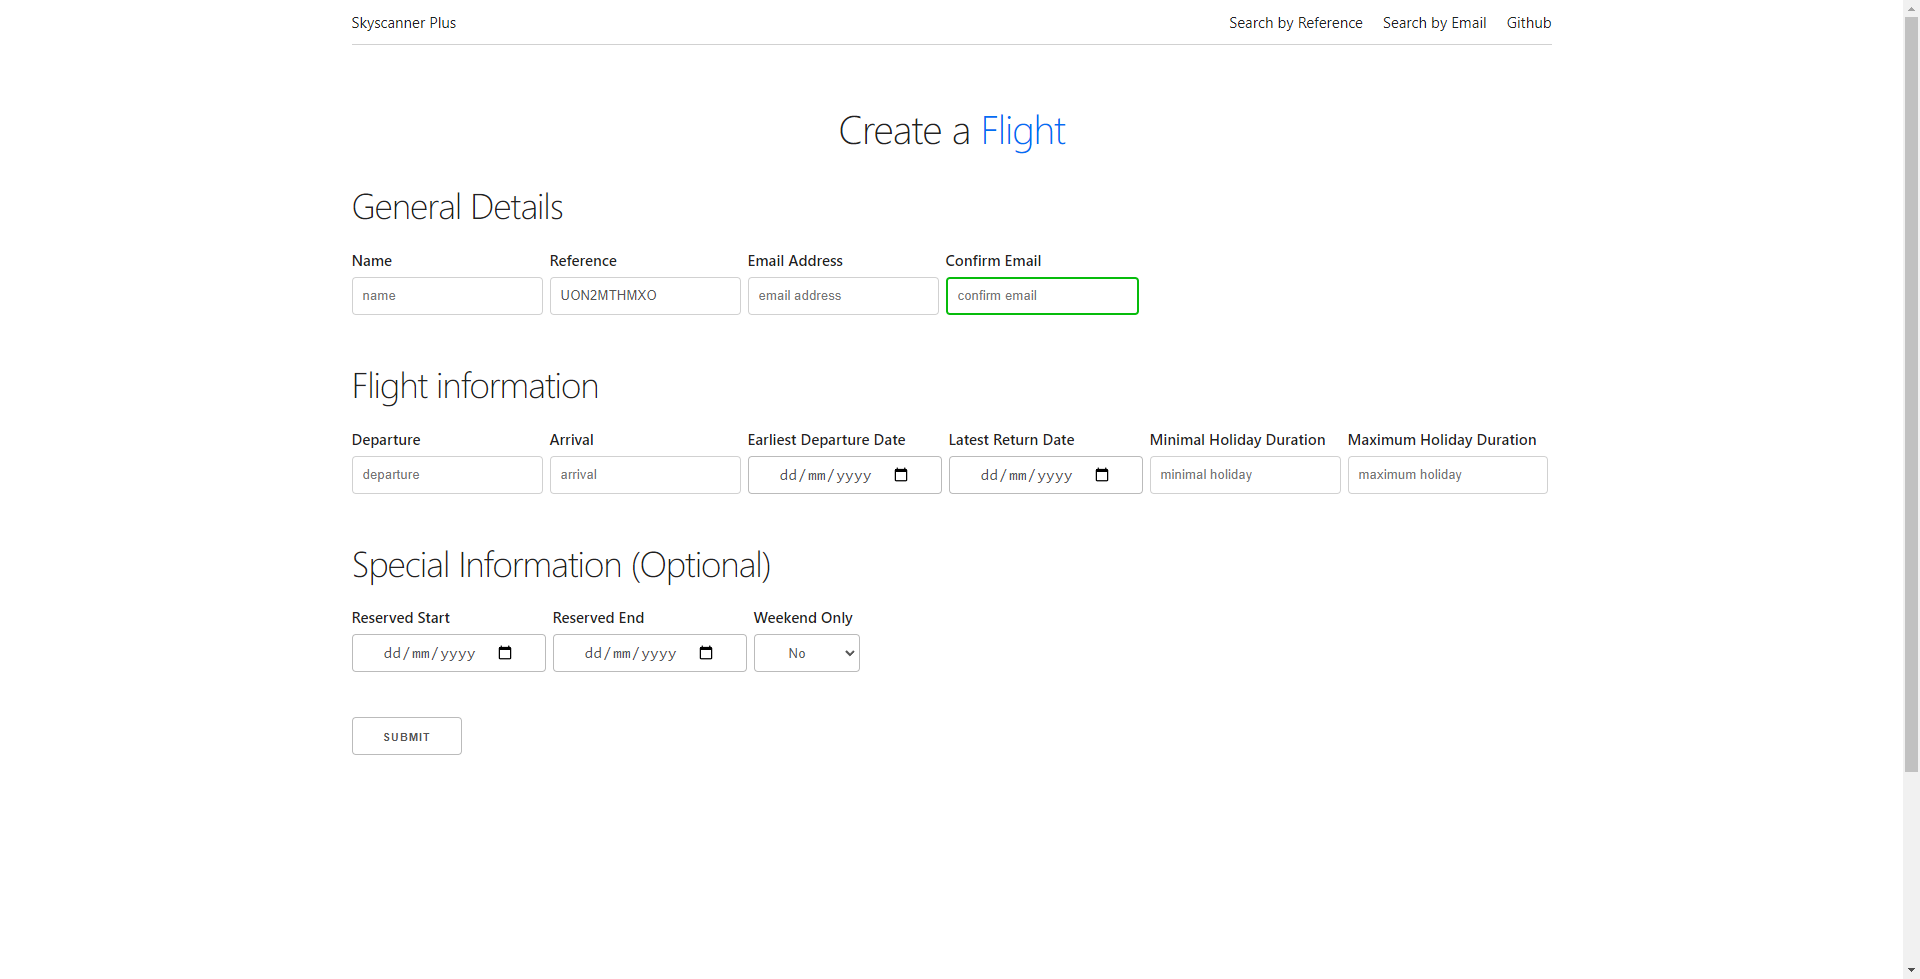 Skyscanner Plus Search by Reference Search by Email Github
Create a Flight
General Details
Name Reference Email Address Confirm Email
name UON2MTHMXO email address confirm email
Flight information
Departure Arrival Earliest Departure Date Latest Return Date Minimal Holiday Duration Maximum Holiday Duration
departure arrival dd/mm/yyyy dd/mm/yyyy minimal holiday maximum holiday
Special Information (Optional)
Reserved Start Reserved End Weekend Only
dd/mm/yyyy dd/mm/yyyy No
SUBMIT